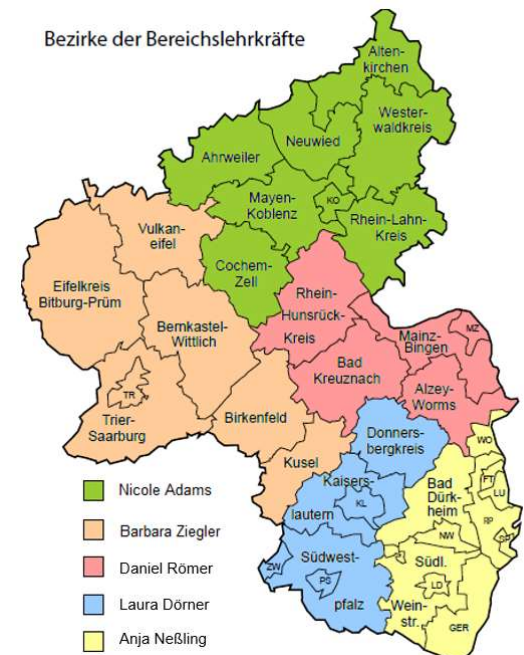 Bezirke der Bereichslehrkräfte
Alten-
kirchen
Wester-
waldkreis
Neuwied
Ahrweiler
Mayen-
Koblenz
KO
Rhein-Lahn-
Kreis
Vulkan-
eifel
Cochem-
Zell
Eifelkreis
Bitburg-Prüm
Rhein-
Hunsrück-
Kreis
Bernkastel-
Wittlich
Mainz-
Bingen
MZ
Bad
Kreuznach
Alzey-
Worms
TR
Trier-
Saarburg
Birkenfeld
Donners-
bergkreis
WO
Kusel
Kaisers-
lautern
KL
Bad
Dürk-
heim
FT
LU
RP
NW
ZW
Südwest-
pfalz
PS
Südl.
Wein-
str.
LD
GER
Nicole Adams
Barbara Ziegler
Daniel Römer
Laura Dörner
Anja Neßling